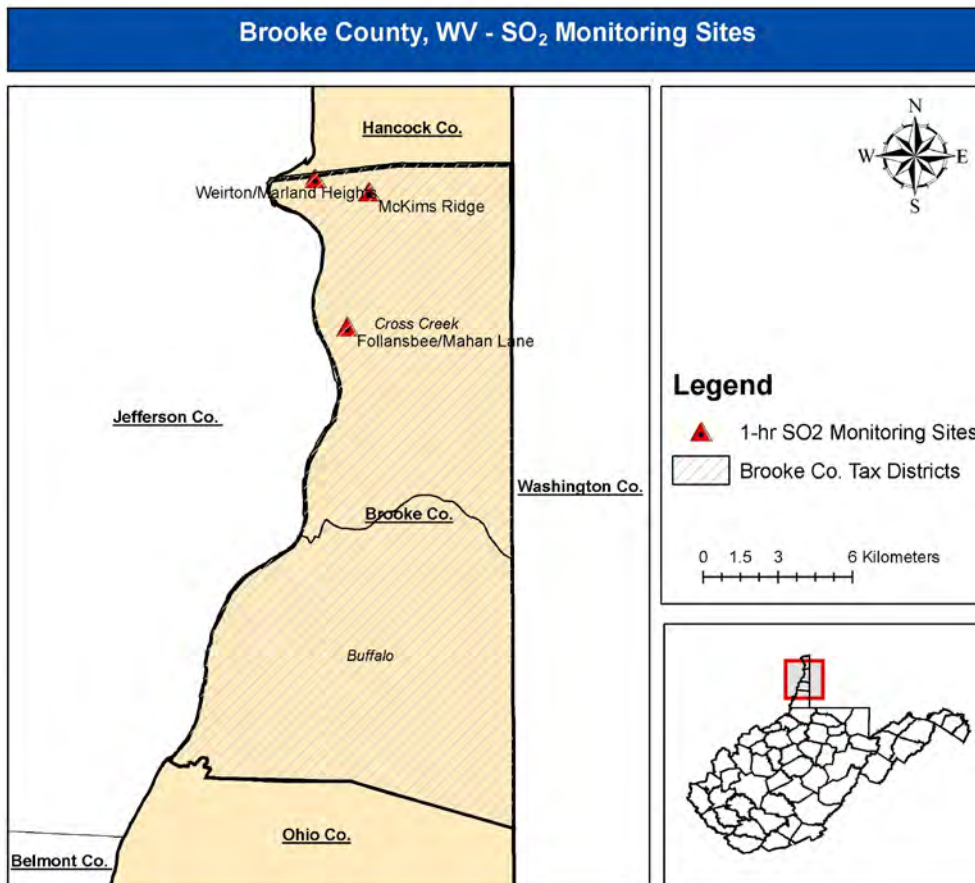 Brooke County, WV - SO₂ Monitoring Sites
Hancock Co.
Weirton/Marland Heights
McKims Ridge
Cross Creek
Follansbee/Mahan Lane
Jefferson Co.
Washington Co.
Brooke Co.
Buffalo
Ohio Co.
Belmont Co.
N
W E
S
Legend
1-hr SO2 Monitoring Sites
Brooke Co. Tax Districts
0 1.5 3 6 Kilometers